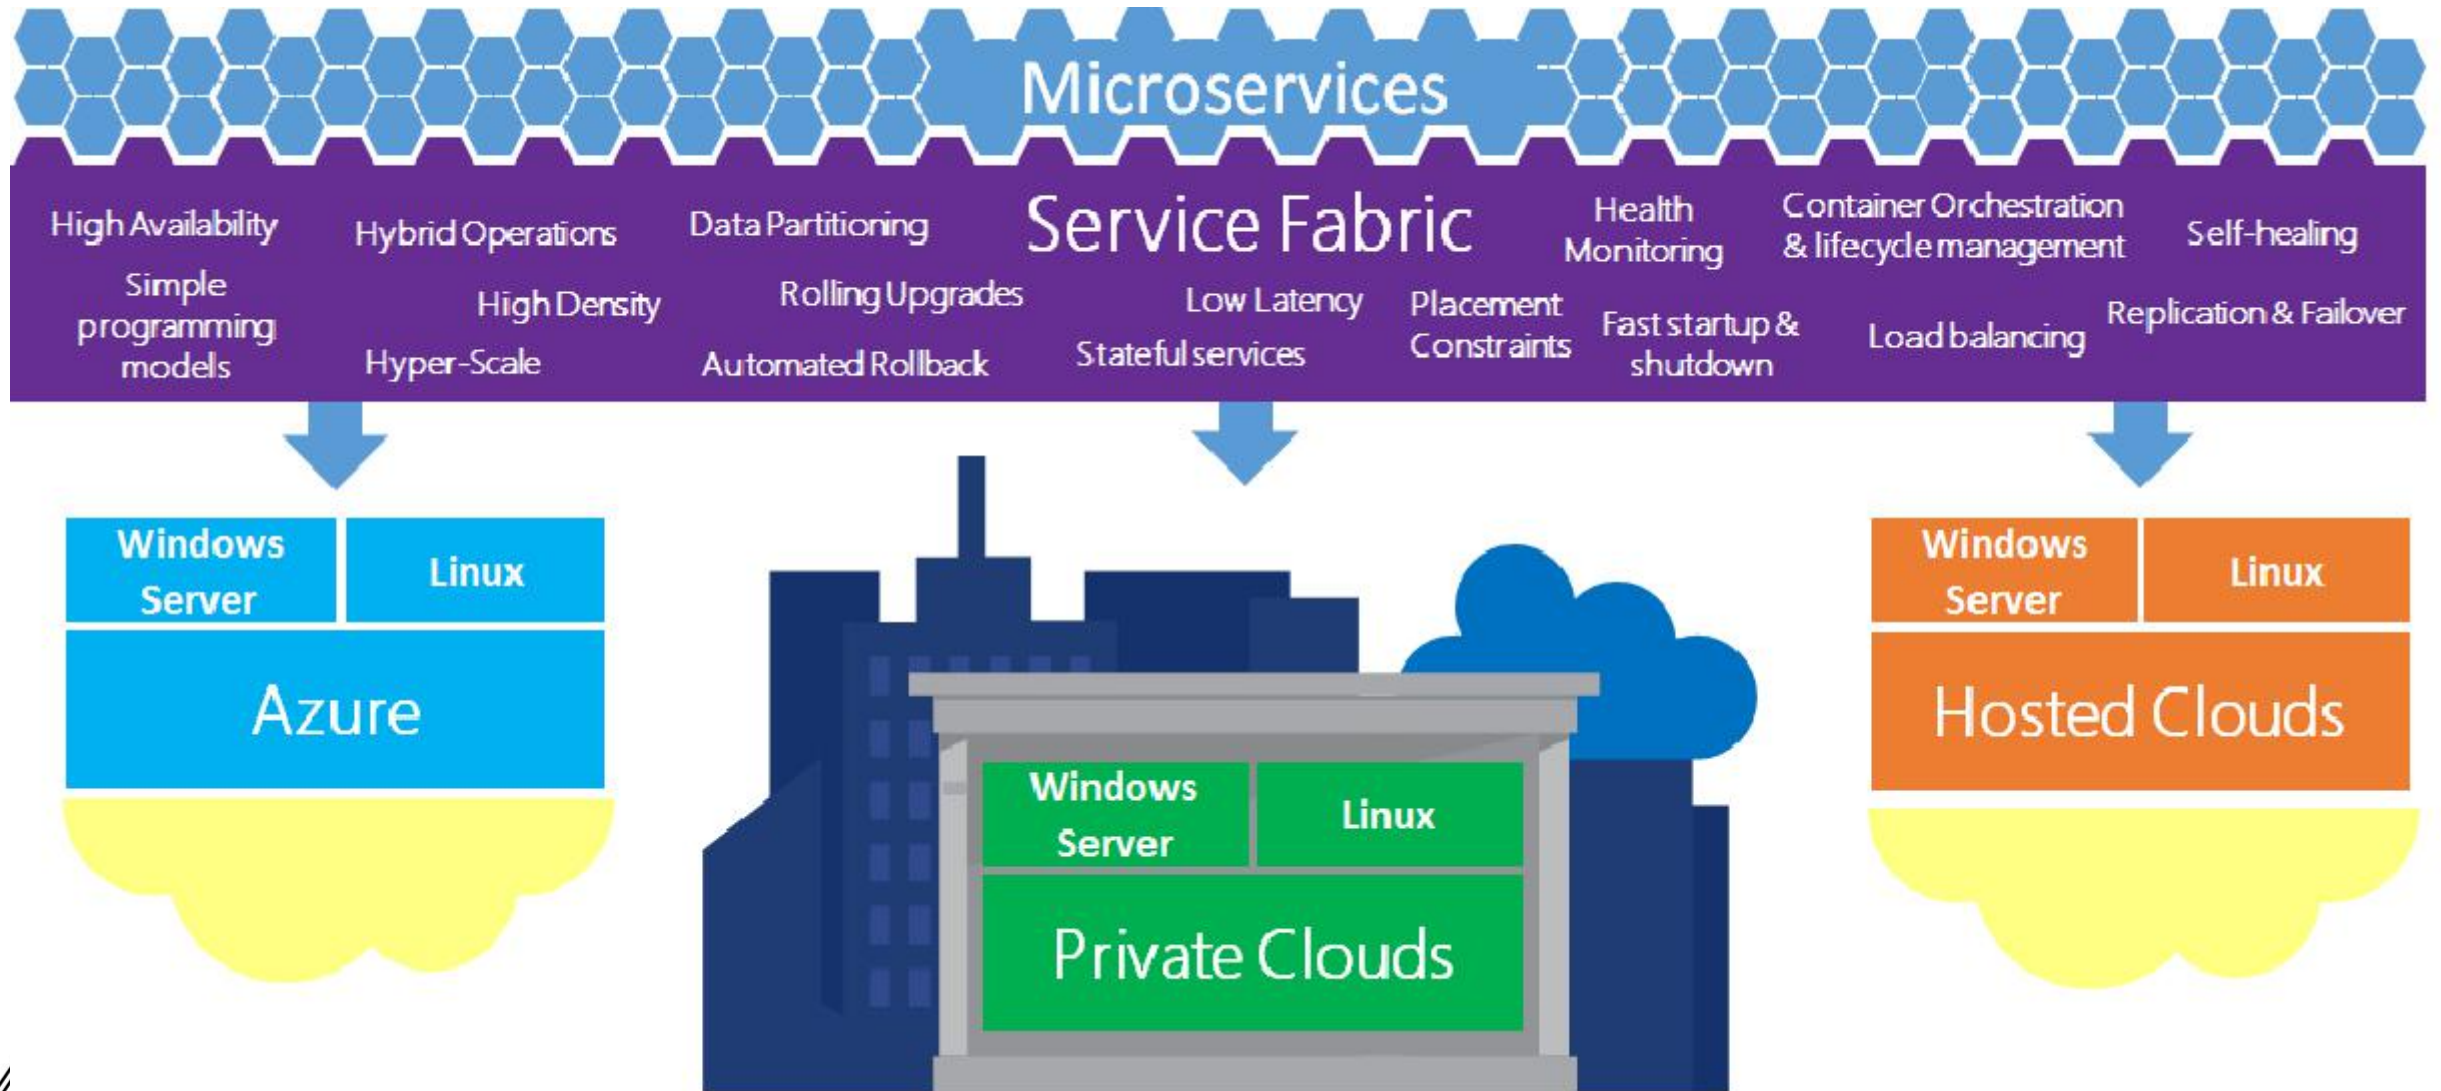 Microservices
Service Fabric
High Availability
Hybrid Operations
Data Partitioning
Health
Monitoring
Container Orchestration
& lifecycle management
Self-healing
Simple
programming
models
High Density
Rolling Upgrades
Low Latency
Placement
Constraints
Fast startup &
shutdown
Load balancing
Replication & Failover
Hyper-Scale
Automated Rollback
Stateful services
Windows
Server
Linux
Azure
Windows
Server
Linux
Private Clouds
Windows
Server
Linux
Hosted Clouds